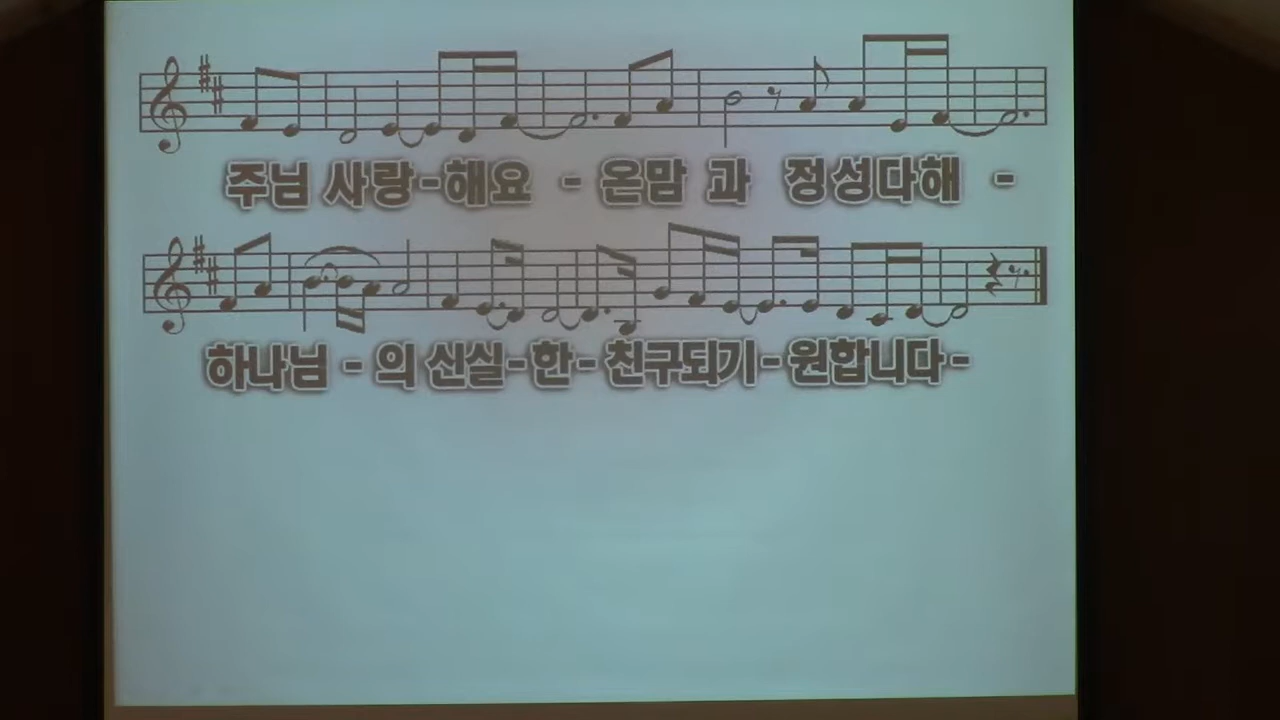 주님 사랑-해요 - 온맘 과 정성다해 -
하나님 - 의 신실-한- 친구되기- 원합니다-